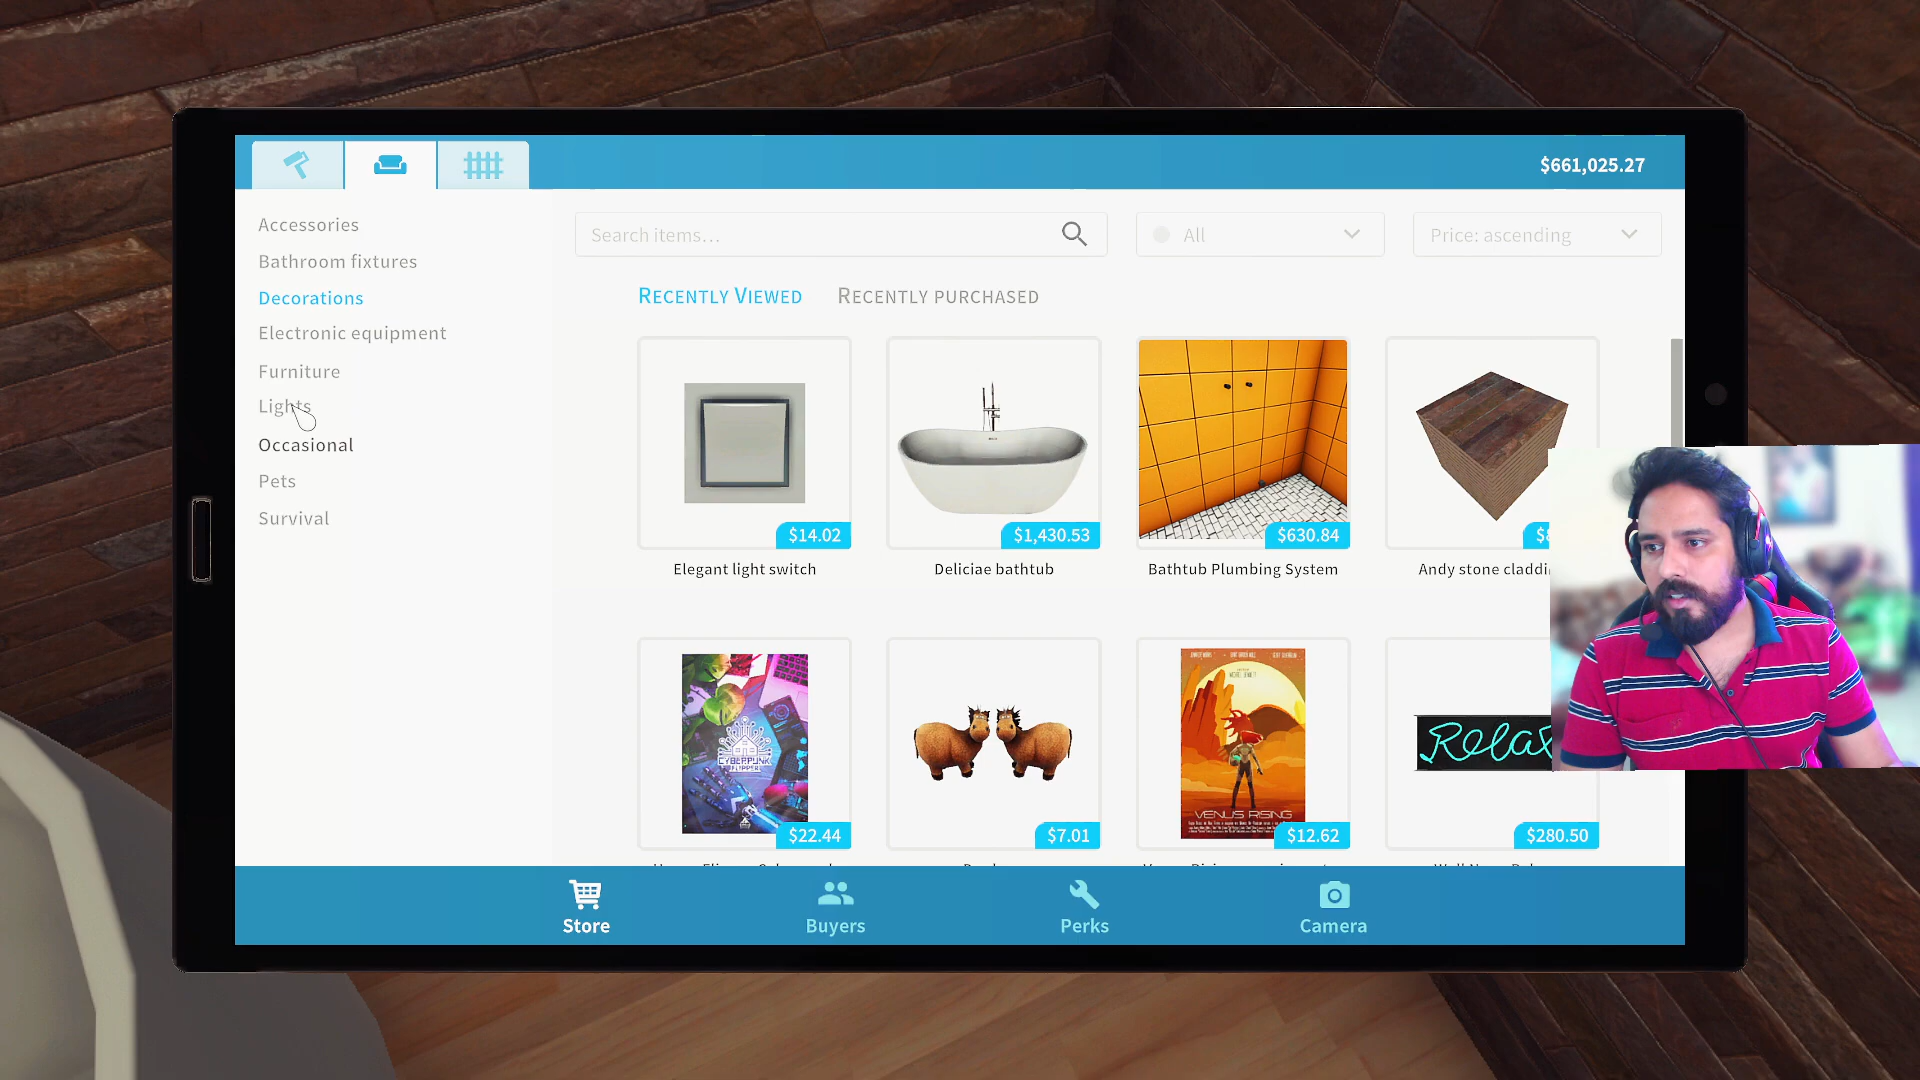 $661,025.27
Accessories
Bathroom fixtures
Decorations
Electronic equipment
Furniture
Lights
Occasional
Pets
Survival
Search items...
All
Price: ascending
RECENTLY VIEWED
RECENTLY PURCHASED
$14.02
$1,430.53
$630.84
Elegant light switch
Deliciae bathtub
Bathtub Plumbing System
Andy stone claddi
CYBERPUNK
FLIPPER
VENUS RISING
Relax
$22.44
$7.01
$12.62
$280.50
Store
Buyers
Perks
Camera